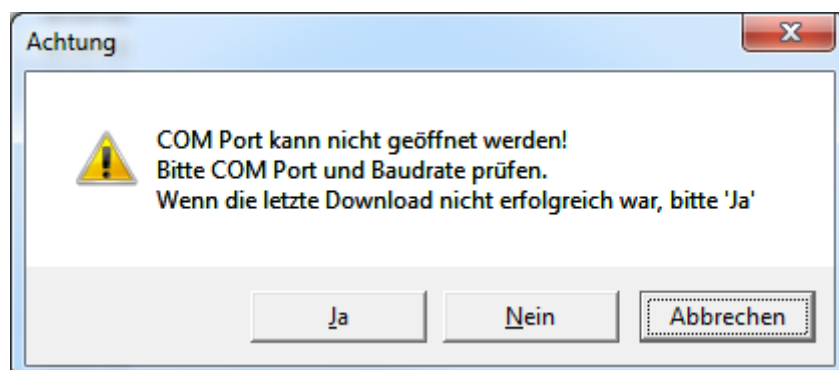 Achtung
COM Port kann nicht geöffnet werden!
Bitte COM Port und Baudrate prüfen.
Wenn die letzte Download nicht erfolgreich war, bitte 'Ja'
Ja
Nein
Abbrechen